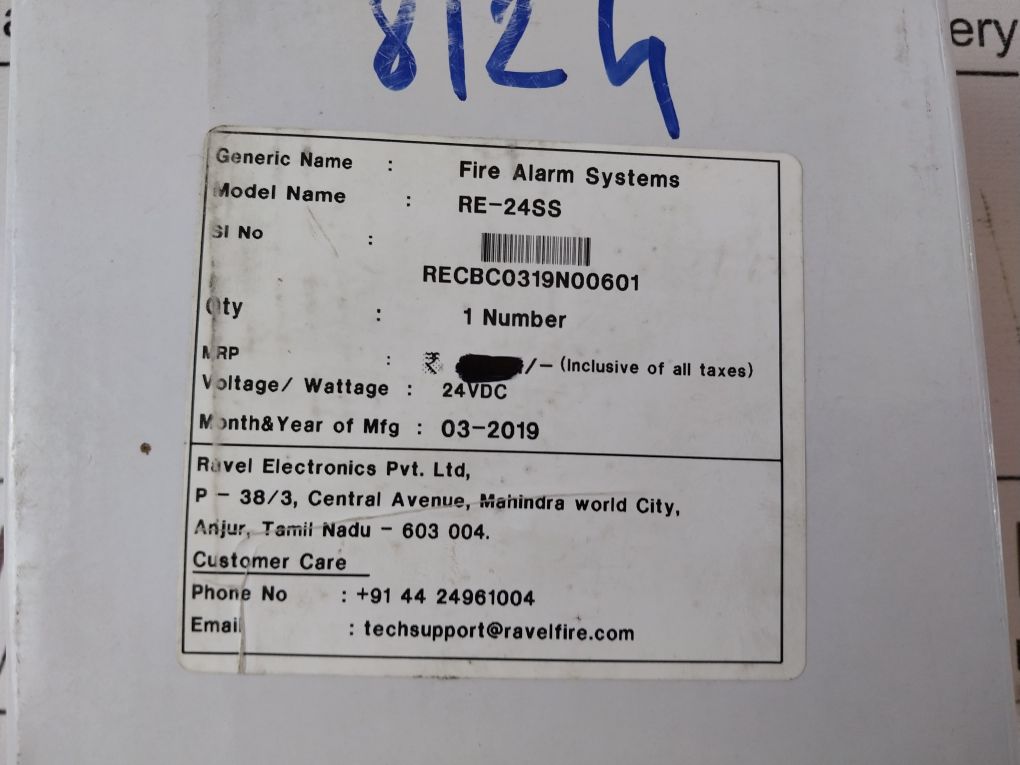 812h
ery
Generic Name : Fire Alarm Systems
Model Name : RE-24SS
Sl No :
RECBC0319N00601
Qty : 1 Number
MRP : ₹ /- (Inclusive of all taxes)
Voltage/ Wattage : 24VDC
Month&Year of Mfg : 03-2019
Ravel Electronics Pvt. Ltd,
P - 38/3, Central Avenue, Mahindra world City,
Anjur, Tamil Nadu - 603 004.
Customer Care
Phone No : +91 44 24961004
Email : techsupport@ravelfire.com